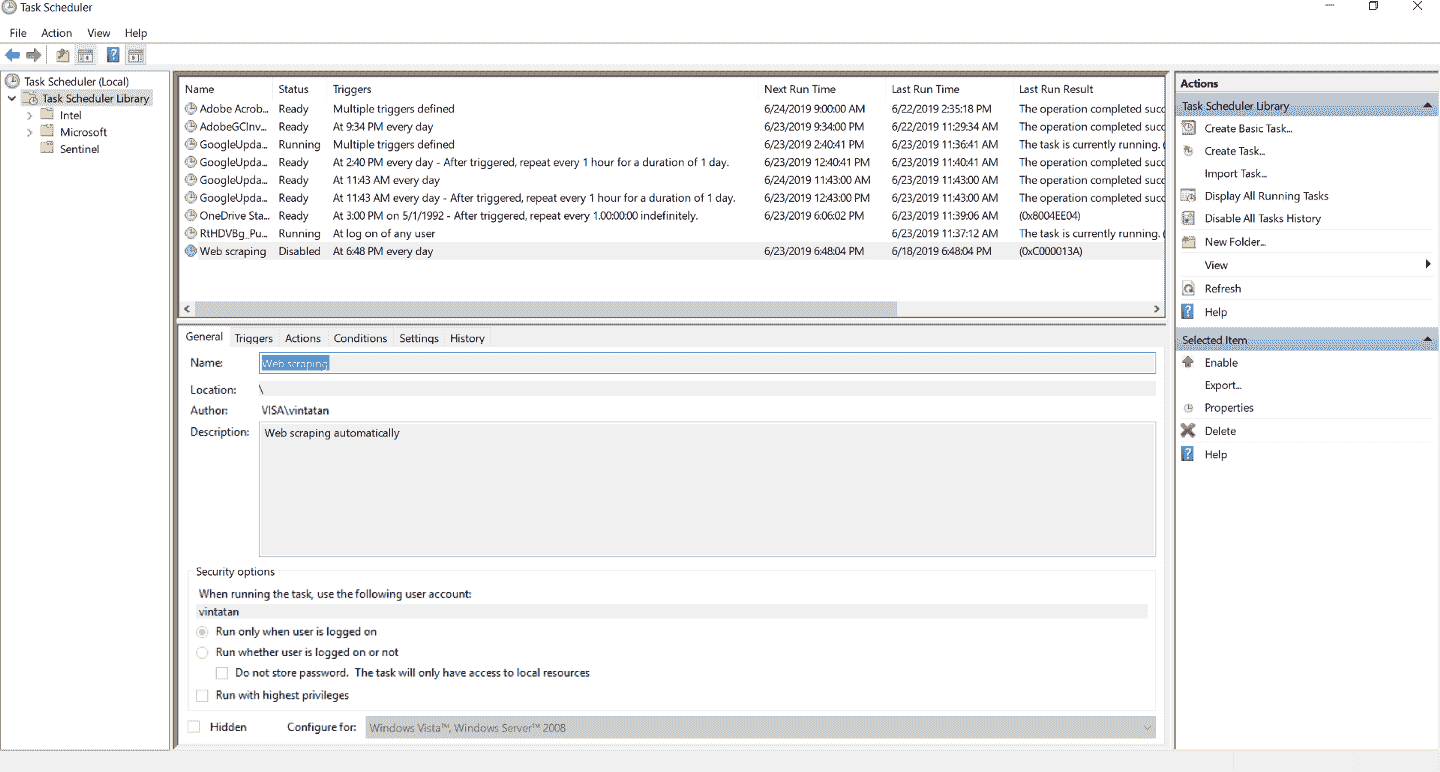 Task Scheduler
File Action View Help
Task Scheduler (Local)
Task Scheduler Library
Intel
Microsoft
Sentinel
Name Status Triggers Next Run Time Last Run Time Last Run Result
Adobe Acrob... Ready Multiple triggers defined 6/24/2019 9:00:00 AM 6/22/2019 2:35:18 PM The operation completed succ
AdobeGCInv... Ready At 9:34 PM every day 6/23/2019 9:34:00 PM 6/22/2019 11:29:34 AM The operation completed succ
GoogleUpda... Running Multiple triggers defined 6/23/2019 2:40:41 PM 6/23/2019 11:36:41 AM The task is currently running. (
GoogleUpda... Ready At 2:40 PM every day - After triggered, repeat every 1 hour for a duration of 1 day. 6/23/2019 12:40:41 PM 6/23/2019 11:40:41 AM The operation completed succ
GoogleUpda... Ready At 11:43 AM every day 6/24/2019 11:43:00 AM 6/23/2019 11:43:00 AM The operation completed succ
GoogleUpda... Ready At 11:43 AM every day - After triggered, repeat every 1 hour for a duration of 1 day. 6/23/2019 12:43:00 PM 6/23/2019 11:43:00 AM The operation completed succ
OneDrive Sta... Ready At 3:00 PM on 5/1/1992 - After triggered, repeat every 1.00:00:00 indefinitely. 6/23/2019 6:06:02 PM 6/23/2019 11:39:06 AM (0x8004EE04)
RtHDVBg_Pu... Running At log on of any user 6/23/2019 11:37:12 AM The task is currently running. (
Web scraping Disabled At 6:48 PM every day 6/23/2019 6:48:04 PM 6/18/2019 6:48:04 PM (0xC000013A)
General Triggers Actions Conditions Settings History
Name: Web scraping
Location: \
Author: VISA\vintatan
Description: Web scraping automatically
Security options
When running the task, use the following user account:
vintatan
Run only when user is logged on
Run whether user is logged on or not
Do not store password. The task will only have access to local resources
Run with highest privileges
Hidden Configure for: Windows Vista™, Windows Server™ 2008
Actions
Task Scheduler Library
Create Basic Task...
Create Task...
Import Task...
Display All Running Tasks
Disable All Tasks History
New Folder...
View
Refresh
Help
Selected Item
Enable
Export...
Properties
Delete
Help